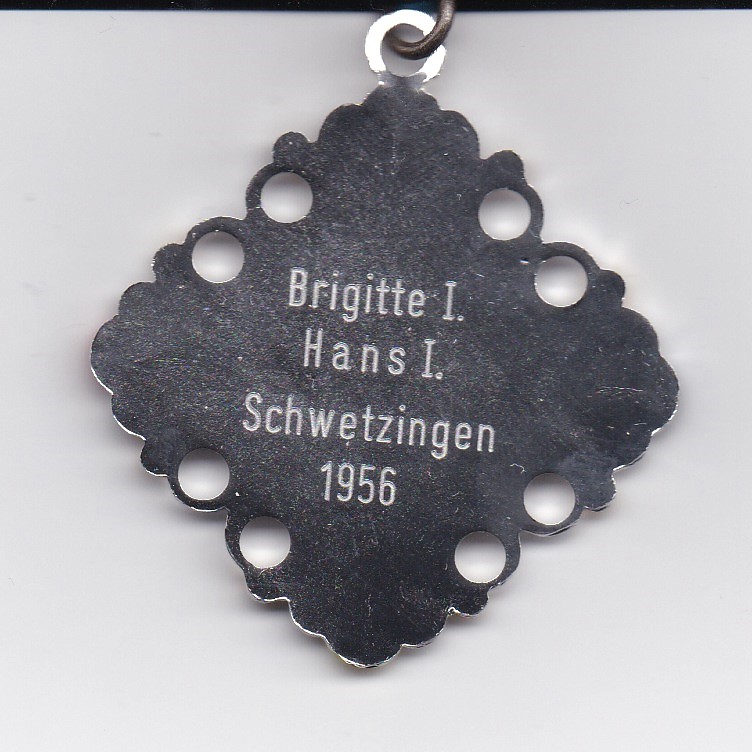 Brigitte I.
Hans I.
Schwetzingen
1956